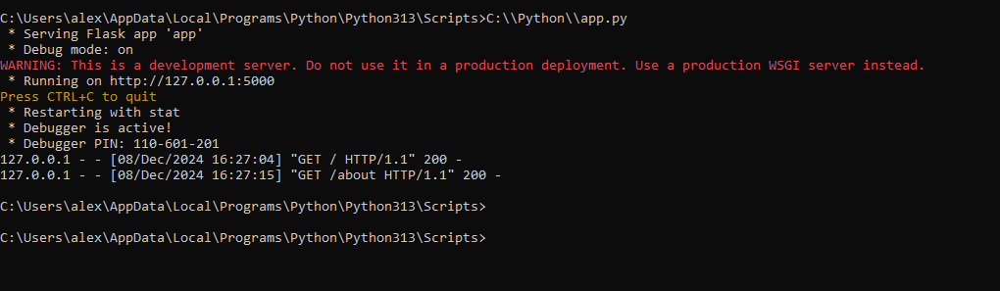 C:\Users\alex\AppData\Local\Programs\Python\Python313\Scripts>C:\\Python\\app.py
 * Serving Flask app 'app'
 * Debug mode: on
WARNING: This is a development server. Do not use it in a production deployment. Use a production WSGI server instead.
 * Running on http://127.0.0.1:5000
Press CTRL+C to quit
 * Restarting with stat
 * Debugger is active!
 * Debugger PIN: 110-601-201
127.0.0.1 - - [08/Dec/2024 16:27:04] "GET / HTTP/1.1" 200 -
127.0.0.1 - - [08/Dec/2024 16:27:15] "GET /about HTTP/1.1" 200 -
C:\Users\alex\AppData\Local\Programs\Python\Python313\Scripts>
C:\Users\alex\AppData\Local\Programs\Python\Python313\Scripts>